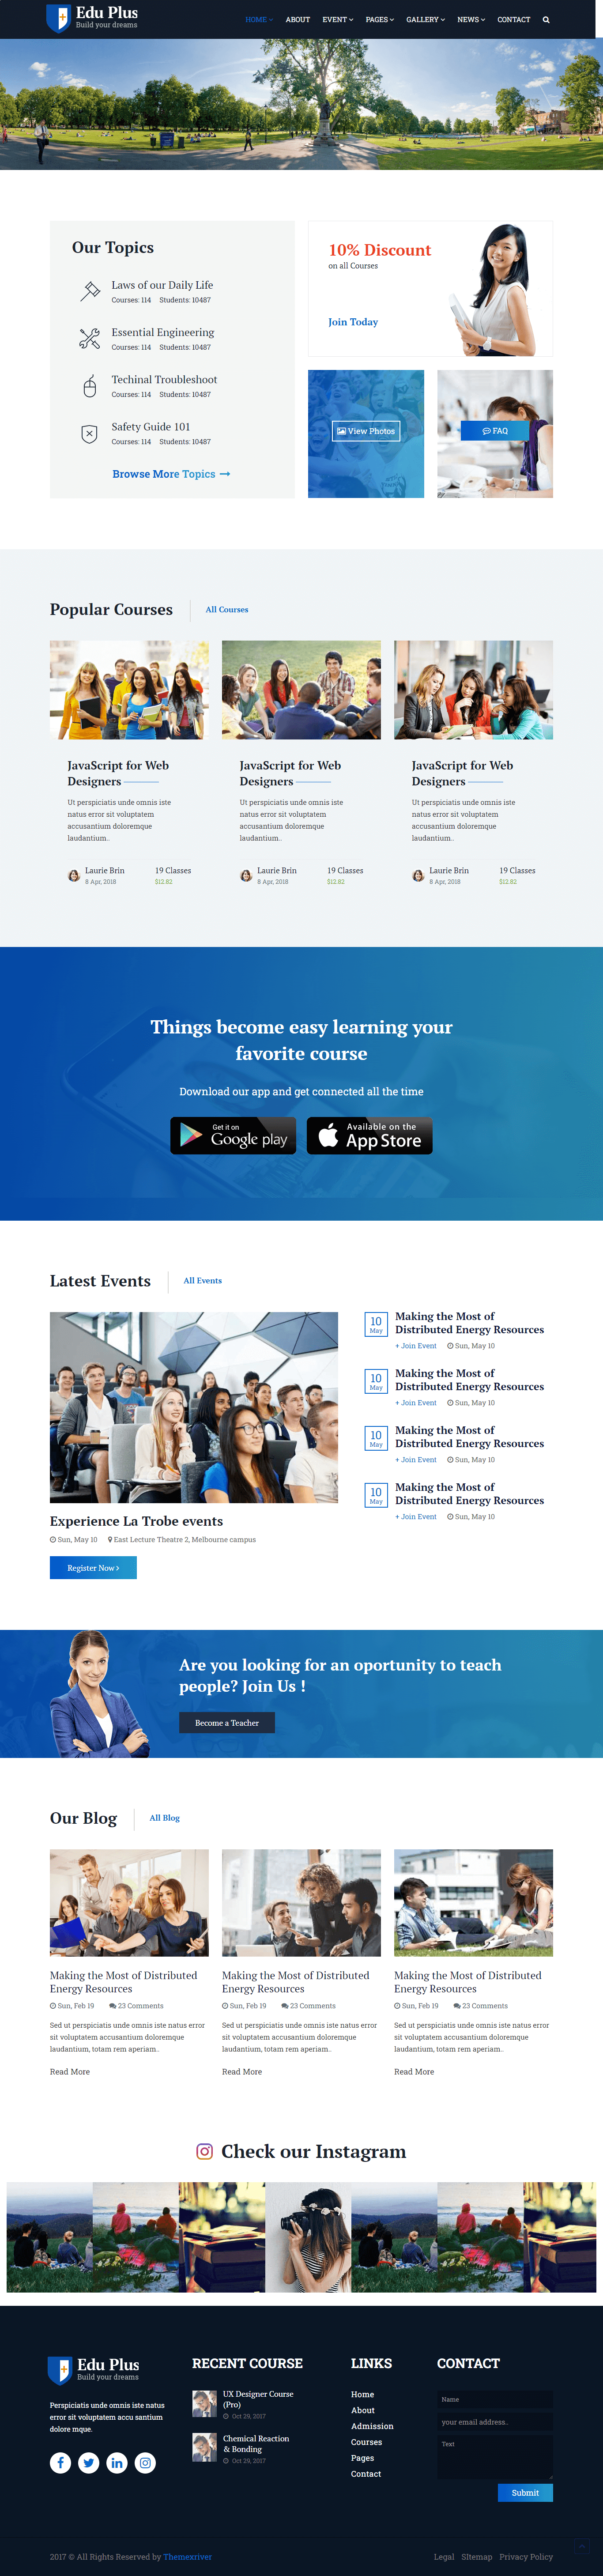 Edu Plus
Build your dreams
HOME ABOUT EVENT PAGES GALLERY NEWS CONTACT
Our Topics
Laws of our Daily Life
Courses: 114 Students: 10487
Essential Engineering
Courses: 114 Students: 10487
Techinal Troubleshoot
Courses: 114 Students: 10487
Safety Guide 101
Courses: 114 Students: 10487
Browse More Topics →
10% Discount
on all Courses
Join Today
View Photos
FAQ
Popular Courses
All Courses
JavaScript for Web
Designers
Ut perspiciatis unde omnis iste
natus error sit voluptatem
accusantium doloremque
laudantium..
Laurie Brin 19 Classes
8 Apr, 2018 $12.82
JavaScript for Web
Designers
Ut perspiciatis unde omnis iste
natus error sit voluptatem
accusantium doloremque
laudantium..
Laurie Brin 19 Classes
8 Apr, 2018 $12.82
JavaScript for Web
Designers
Ut perspiciatis unde omnis iste
natus error sit voluptatem
accusantium doloremque
laudantium..
Laurie Brin 19 Classes
8 Apr, 2018 $12.82
Things become easy learning your
favorite course
Download our app and get connected all the time
Get it on
Google play
Available on the
App Store
Latest Events
All Events
Experience La Trobe events
Sun, May 10 East Lecture Theatre 2, Melbourne campus
Register Now >
10
May
Making the Most of
Distributed Energy Resources
+ Join Event Sun, May 10
10
May
Making the Most of
Distributed Energy Resources
+ Join Event Sun, May 10
10
May
Making the Most of
Distributed Energy Resources
+ Join Event Sun, May 10
10
May
Making the Most of
Distributed Energy Resources
+ Join Event Sun, May 10
Are you looking for an oportunity to teach
people? Join Us !
Become a Teacher
Our Blog
All Blog
Making the Most of Distributed
Energy Resources
Sun, Feb 19 23 Comments
Sed ut perspiciatis unde omnis iste natus error
sit voluptatem accusantium doloremque
laudantium, totam rem aperiam..
Read More
Making the Most of Distributed
Energy Resources
Sun, Feb 19 23 Comments
Sed ut perspiciatis unde omnis iste natus error
sit voluptatem accusantium doloremque
laudantium, totam rem aperiam..
Read More
Making the Most of Distributed
Energy Resources
Sun, Feb 19 23 Comments
Sed ut perspiciatis unde omnis iste natus error
sit voluptatem accusantium doloremque
laudantium, totam rem aperiam..
Read More
Check our Instagram
Edu Plus
Build your dreams
Perspiciatis unde omnis iste natus
error sit voluptatem accu santium
dolore mque.
RECENT COURSE
UX Designer Course
(Pro)
Oct 29, 2017
Chemical Reaction
& Bonding
Oct 29, 2017
LINKS
Home
About
Admission
Courses
Pages
Contact
CONTACT
Name
your email address..
Text
Submit
2017 © All Rights Reserved by Themexriver
Legal SItemap Privacy Policy